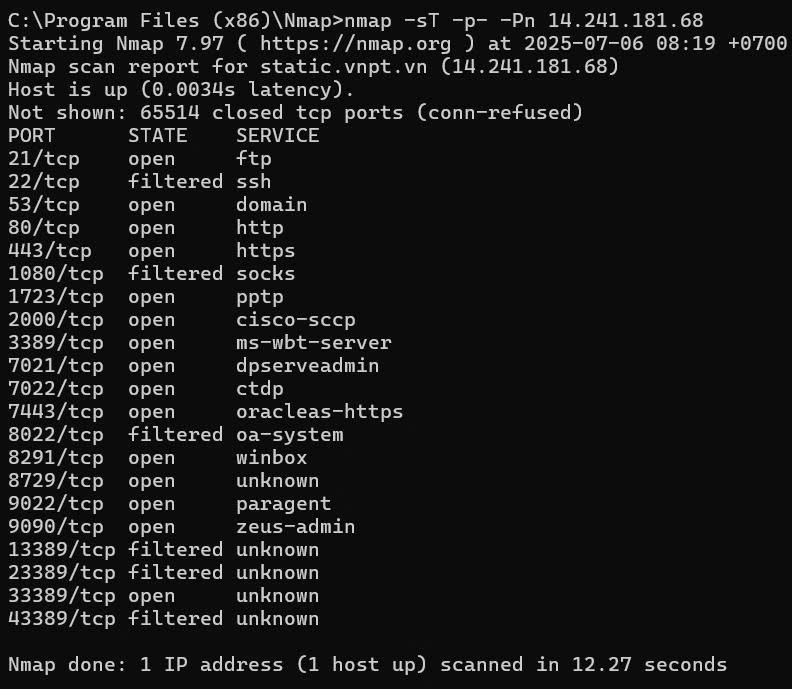 C:\Program Files (x86)\Nmap>nmap -sT -p- -Pn 14.241.181.68
Starting Nmap 7.97 ( https://nmap.org ) at 2025-07-06 08:19 +0700
Nmap scan report for static.vnpt.vn (14.241.181.68)
Host is up (0.0034s latency).
Not shown: 65514 closed tcp ports (conn-refused)
PORT      STATE    SERVICE
21/tcp    open     ftp
22/tcp    filtered ssh
53/tcp    open     domain
80/tcp    open     http
443/tcp   open     https
1080/tcp  filtered socks
1723/tcp  open     pptp
2000/tcp  open     cisco-sccp
3389/tcp  open     ms-wbt-server
7021/tcp  open     dpserveadmin
7022/tcp  open     ctdp
7443/tcp  open     oracleas-https
8022/tcp  filtered oa-system
8291/tcp  open     winbox
8729/tcp  open     unknown
9022/tcp  open     paragent
9090/tcp  open     zeus-admin
13389/tcp filtered unknown
23389/tcp filtered unknown
33389/tcp open     unknown
43389/tcp filtered unknown
Nmap done: 1 IP address (1 host up) scanned in 12.27 seconds